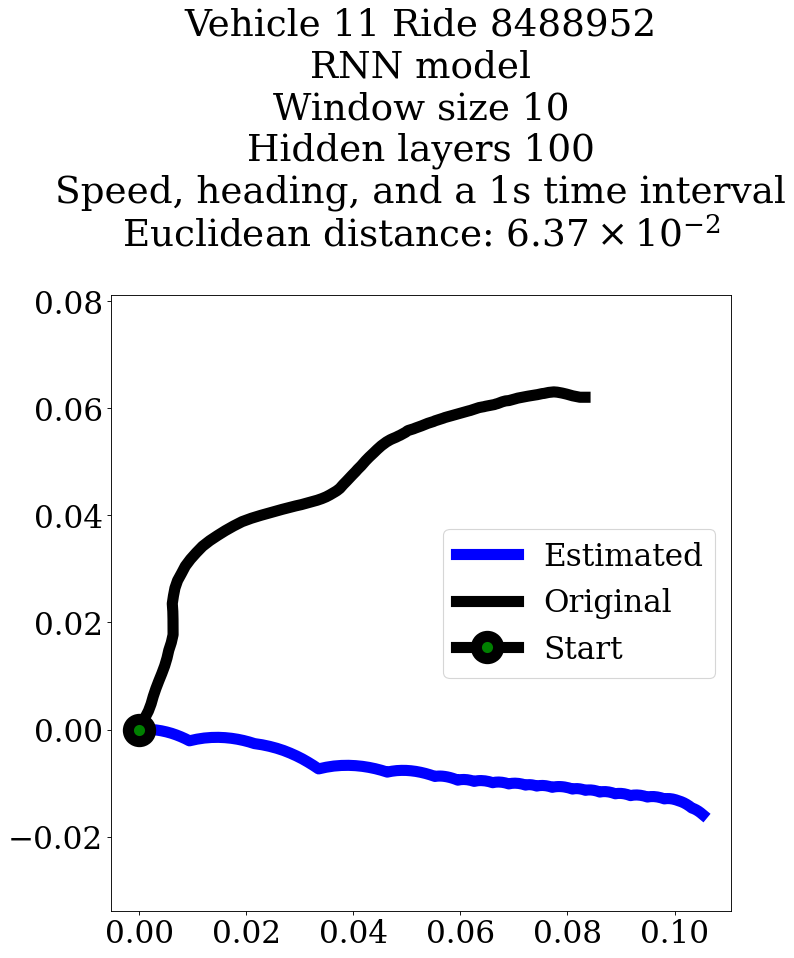 Vehicle 11 Ride 8488952
RNN model
Window size 10
Hidden layers 100
Speed, heading, and a 1s time interval
Euclidean distance: 6.37 × 10⁻²
0.08
0.06
0.04
0.02
0.00
−0.02
Estimated
Original
Start
0.00 0.02 0.04 0.06 0.08 0.10